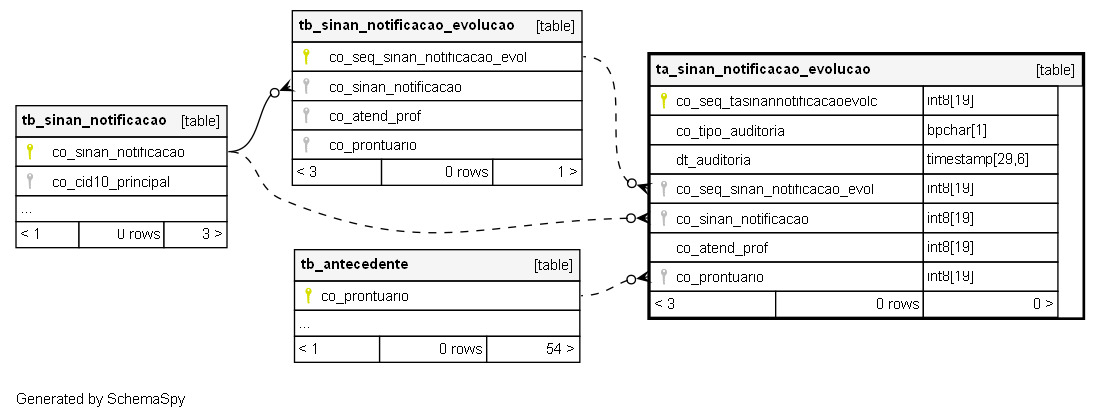 tb_sinan_notificacao_evolucao [table]
co_seq_sinan_notificacao_evol
co_sinan_notificacao
co_atend_prof
co_prontuario
< 3 0 rows 1 >
tb_sinan_notificacao [table]
co_sinan_notificacao
co_cid10_principal
...
< 1 0 rows 3 >
tb_antecedente [table]
co_prontuario
...
< 1 0 rows 54 >
ta_sinan_notificacao_evolucao [table]
co_seq_tasinannotificacaoevolc int8[19]
co_tipo_auditoria bpchar[1]
dt_auditoria timestamp[29,6]
co_seq_sinan_notificacao_evol int8[19]
co_sinan_notificacao int8[19]
co_atend_prof int8[19]
co_prontuario int8[19]
< 3 0 rows 0 >
Generated by SchemaSpy